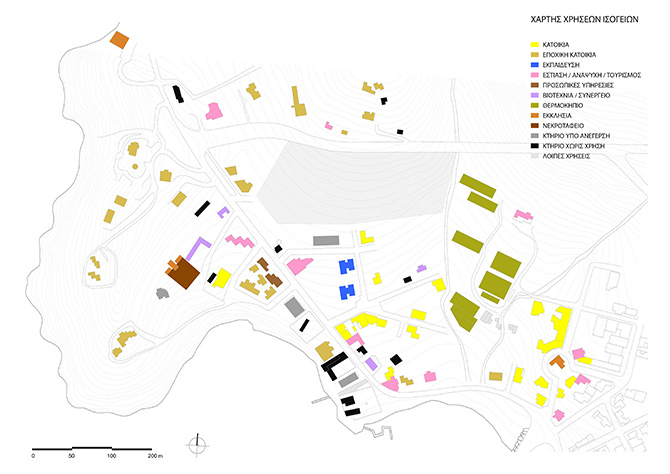 ΧΑΡΤΗΣ ΧΡΗΣΕΩΝ ΙΣΟΓΕΙΩΝ
ΚΑΤΟΙΚΙΑ
ΕΠΟΧΙΚΗ ΚΑΤΟΙΚΙΑ
ΕΚΠΑΙΔΕΥΣΗ
ΕΣΤΙΑΣΗ / ΑΝΑΨΥΧΗ / ΤΟΥΡΙΣΜΟΣ
ΠΡΟΣΩΠΙΚΕΣ ΥΠΗΡΕΣΙΕΣ
ΒΙΟΤΕΧΝΙΑ / ΣΥΝΕΡΓΕΙΟ
ΘΕΡΜΟΚΗΠΙΟ
ΕΚΚΛΗΣΙΑ
ΝΕΚΡΟΤΑΦΕΙΟ
ΚΤΗΡΙΟ ΥΠΟ ΑΝΕΓΕΡΣΗ
ΚΤΗΡΙΟ ΧΩΡΙΣ ΧΡΗΣΗ
ΛΟΙΠΕΣ ΧΡΗΣΕΙΣ
0 50 100 200 m